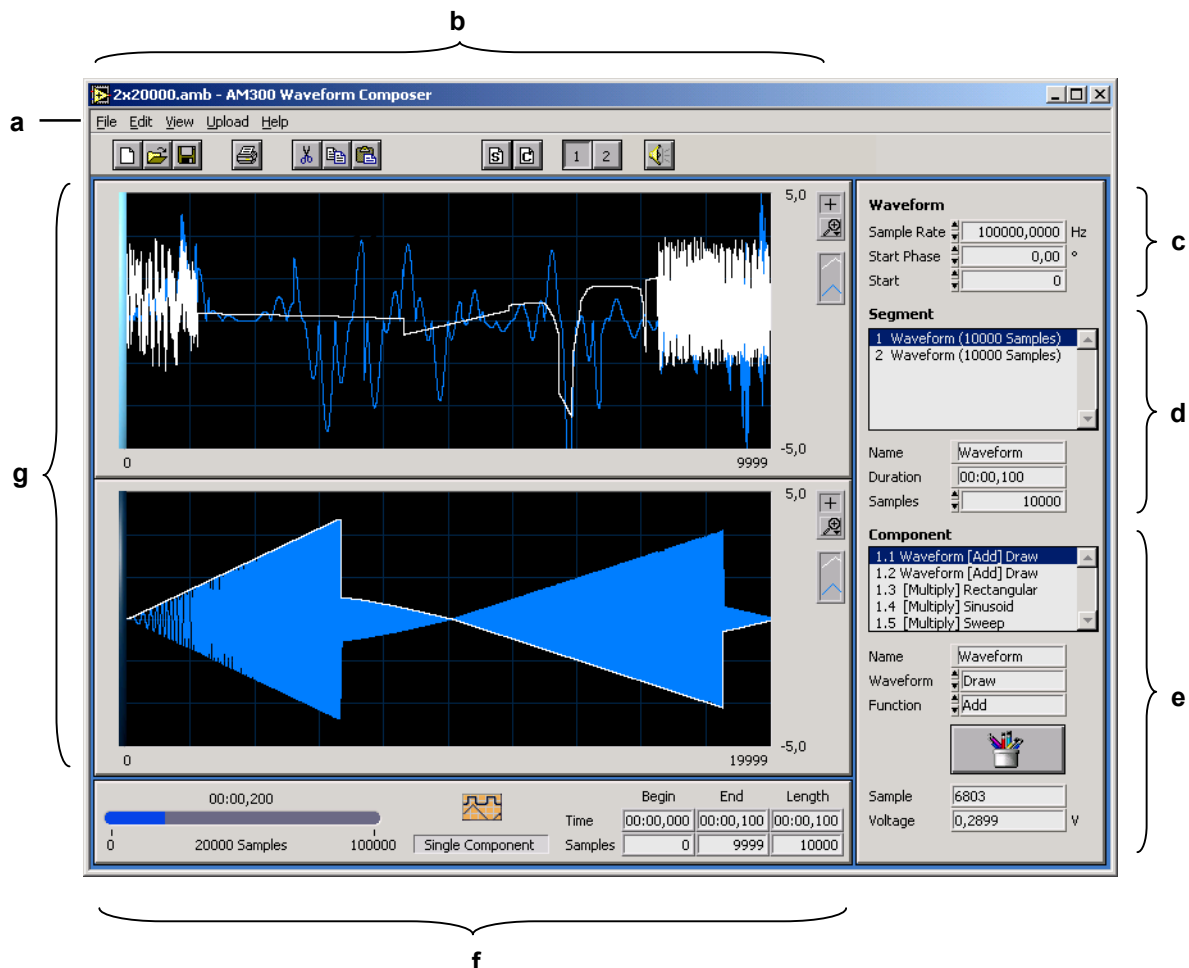 b
2x20000.amb - AM300 Waveform Composer
a
File Edit View Upload Help
S C 1 2
5,0
-5,0
0 9999
5,0
-5,0
0 19999
g
Waveform
Sample Rate 100000,0000 Hz
Start Phase 0,00 °
Start 0
c
Segment
1 Waveform (10000 Samples)
2 Waveform (10000 Samples)
Name Waveform
Duration 00:00,100
Samples 10000
d
Component
1.1 Waveform [Add] Draw
1.2 Waveform [Add] Draw
1.3 [Multiply] Rectangular
1.4 [Multiply] Sinusoid
1.5 [Multiply] Sweep
Name Waveform
Waveform Draw
Function Add
Sample 6803
Voltage 0,2899 V
e
00:00,200
0 20000 Samples 100000
Single Component
Begin End Length
Time 00:00,000 00:00,100 00:00,100
Samples 0 9999 10000
f